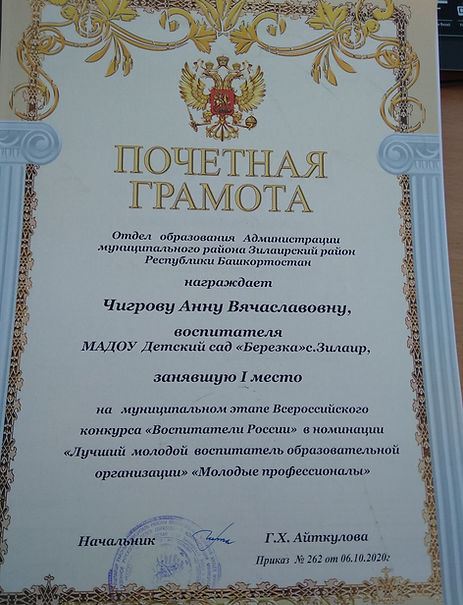 ПОЧЕТНАЯ
ГРАМОТА
Отдел образования Администрации
муниципального района Зилаирский район
Республики Башкортостан
награждает
Чигрову Анну Вячаславовну,
воспитателя
МАДОУ Детский сад «Березка»с.Зилаир,
занявшую I место
на муниципальном этапе Всероссийского
конкурса «Воспитатели России» в номинации
«Лучший молодой воспитатель образовательной
организации» «Молодые профессионалы»
Начальник Г.Х. Айткулова
Приказ № 262 от 06.10.2020г